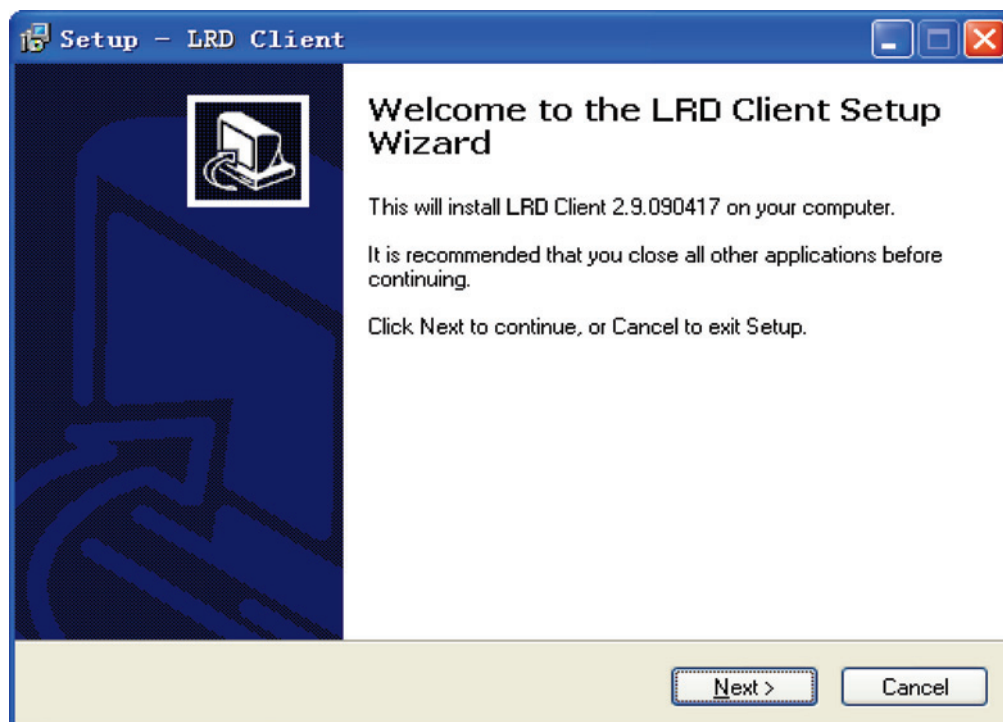 Setup - LRD Client
Welcome to the LRD Client Setup
Wizard
This will install LRD Client 2.9.090417 on your computer.
It is recommended that you close all other applications before
continuing.
Click Next to continue, or Cancel to exit Setup.
Next >
Cancel